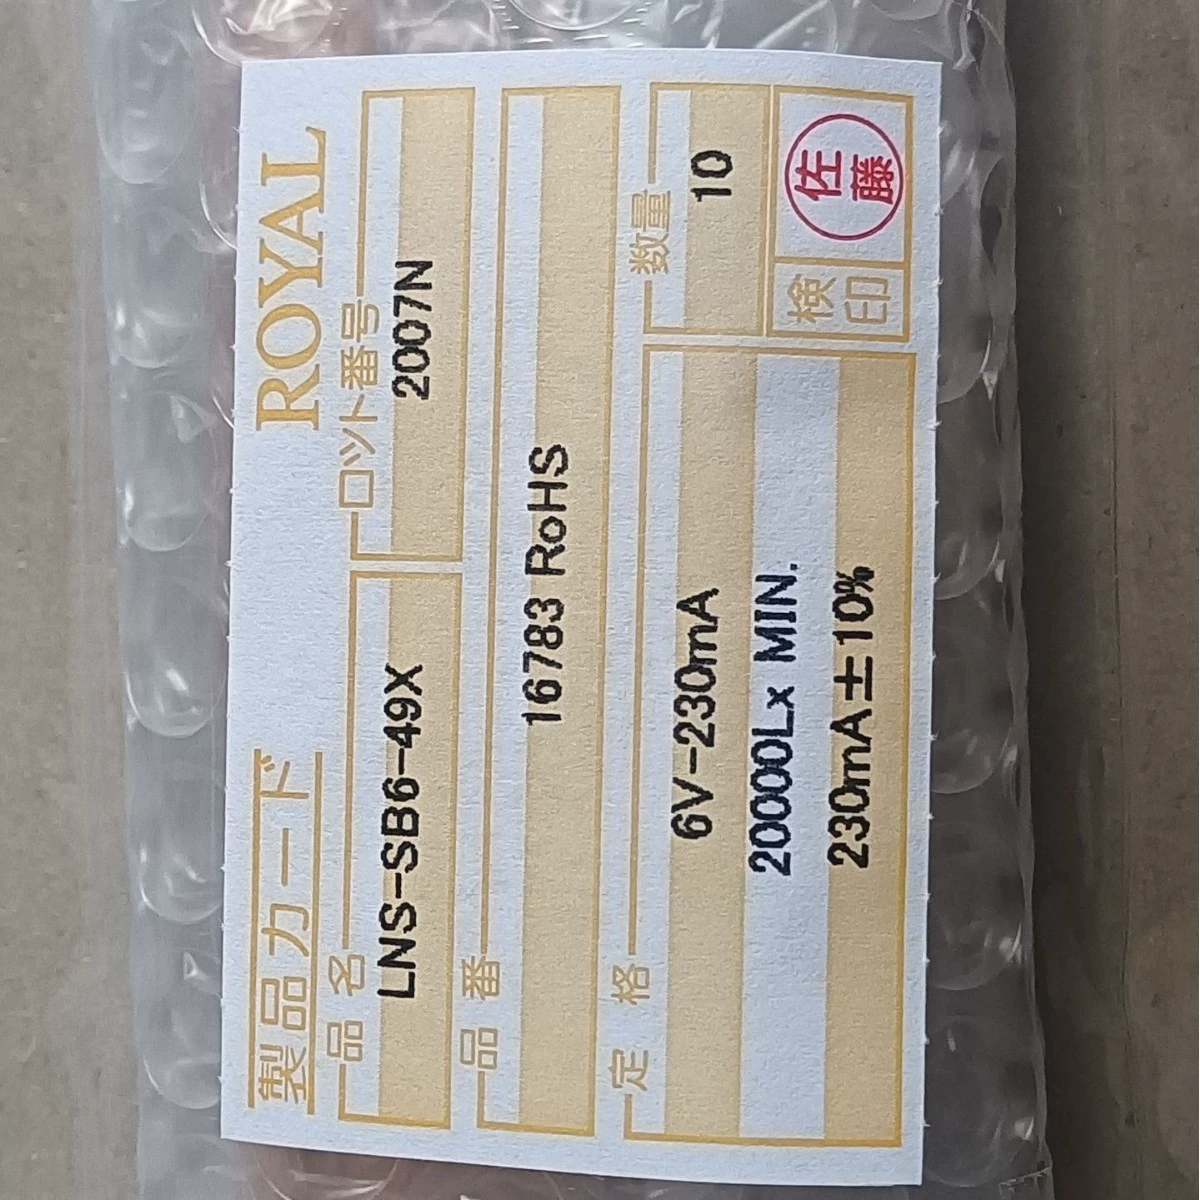 製品カード
ROYAL
品名
LNS-SB6-49X
ロット番号
2007N
品番
16783 RoHS
定格
6V-230mA
20000Lx MIN.
230mA±10%
数量
10
検印
佐藤